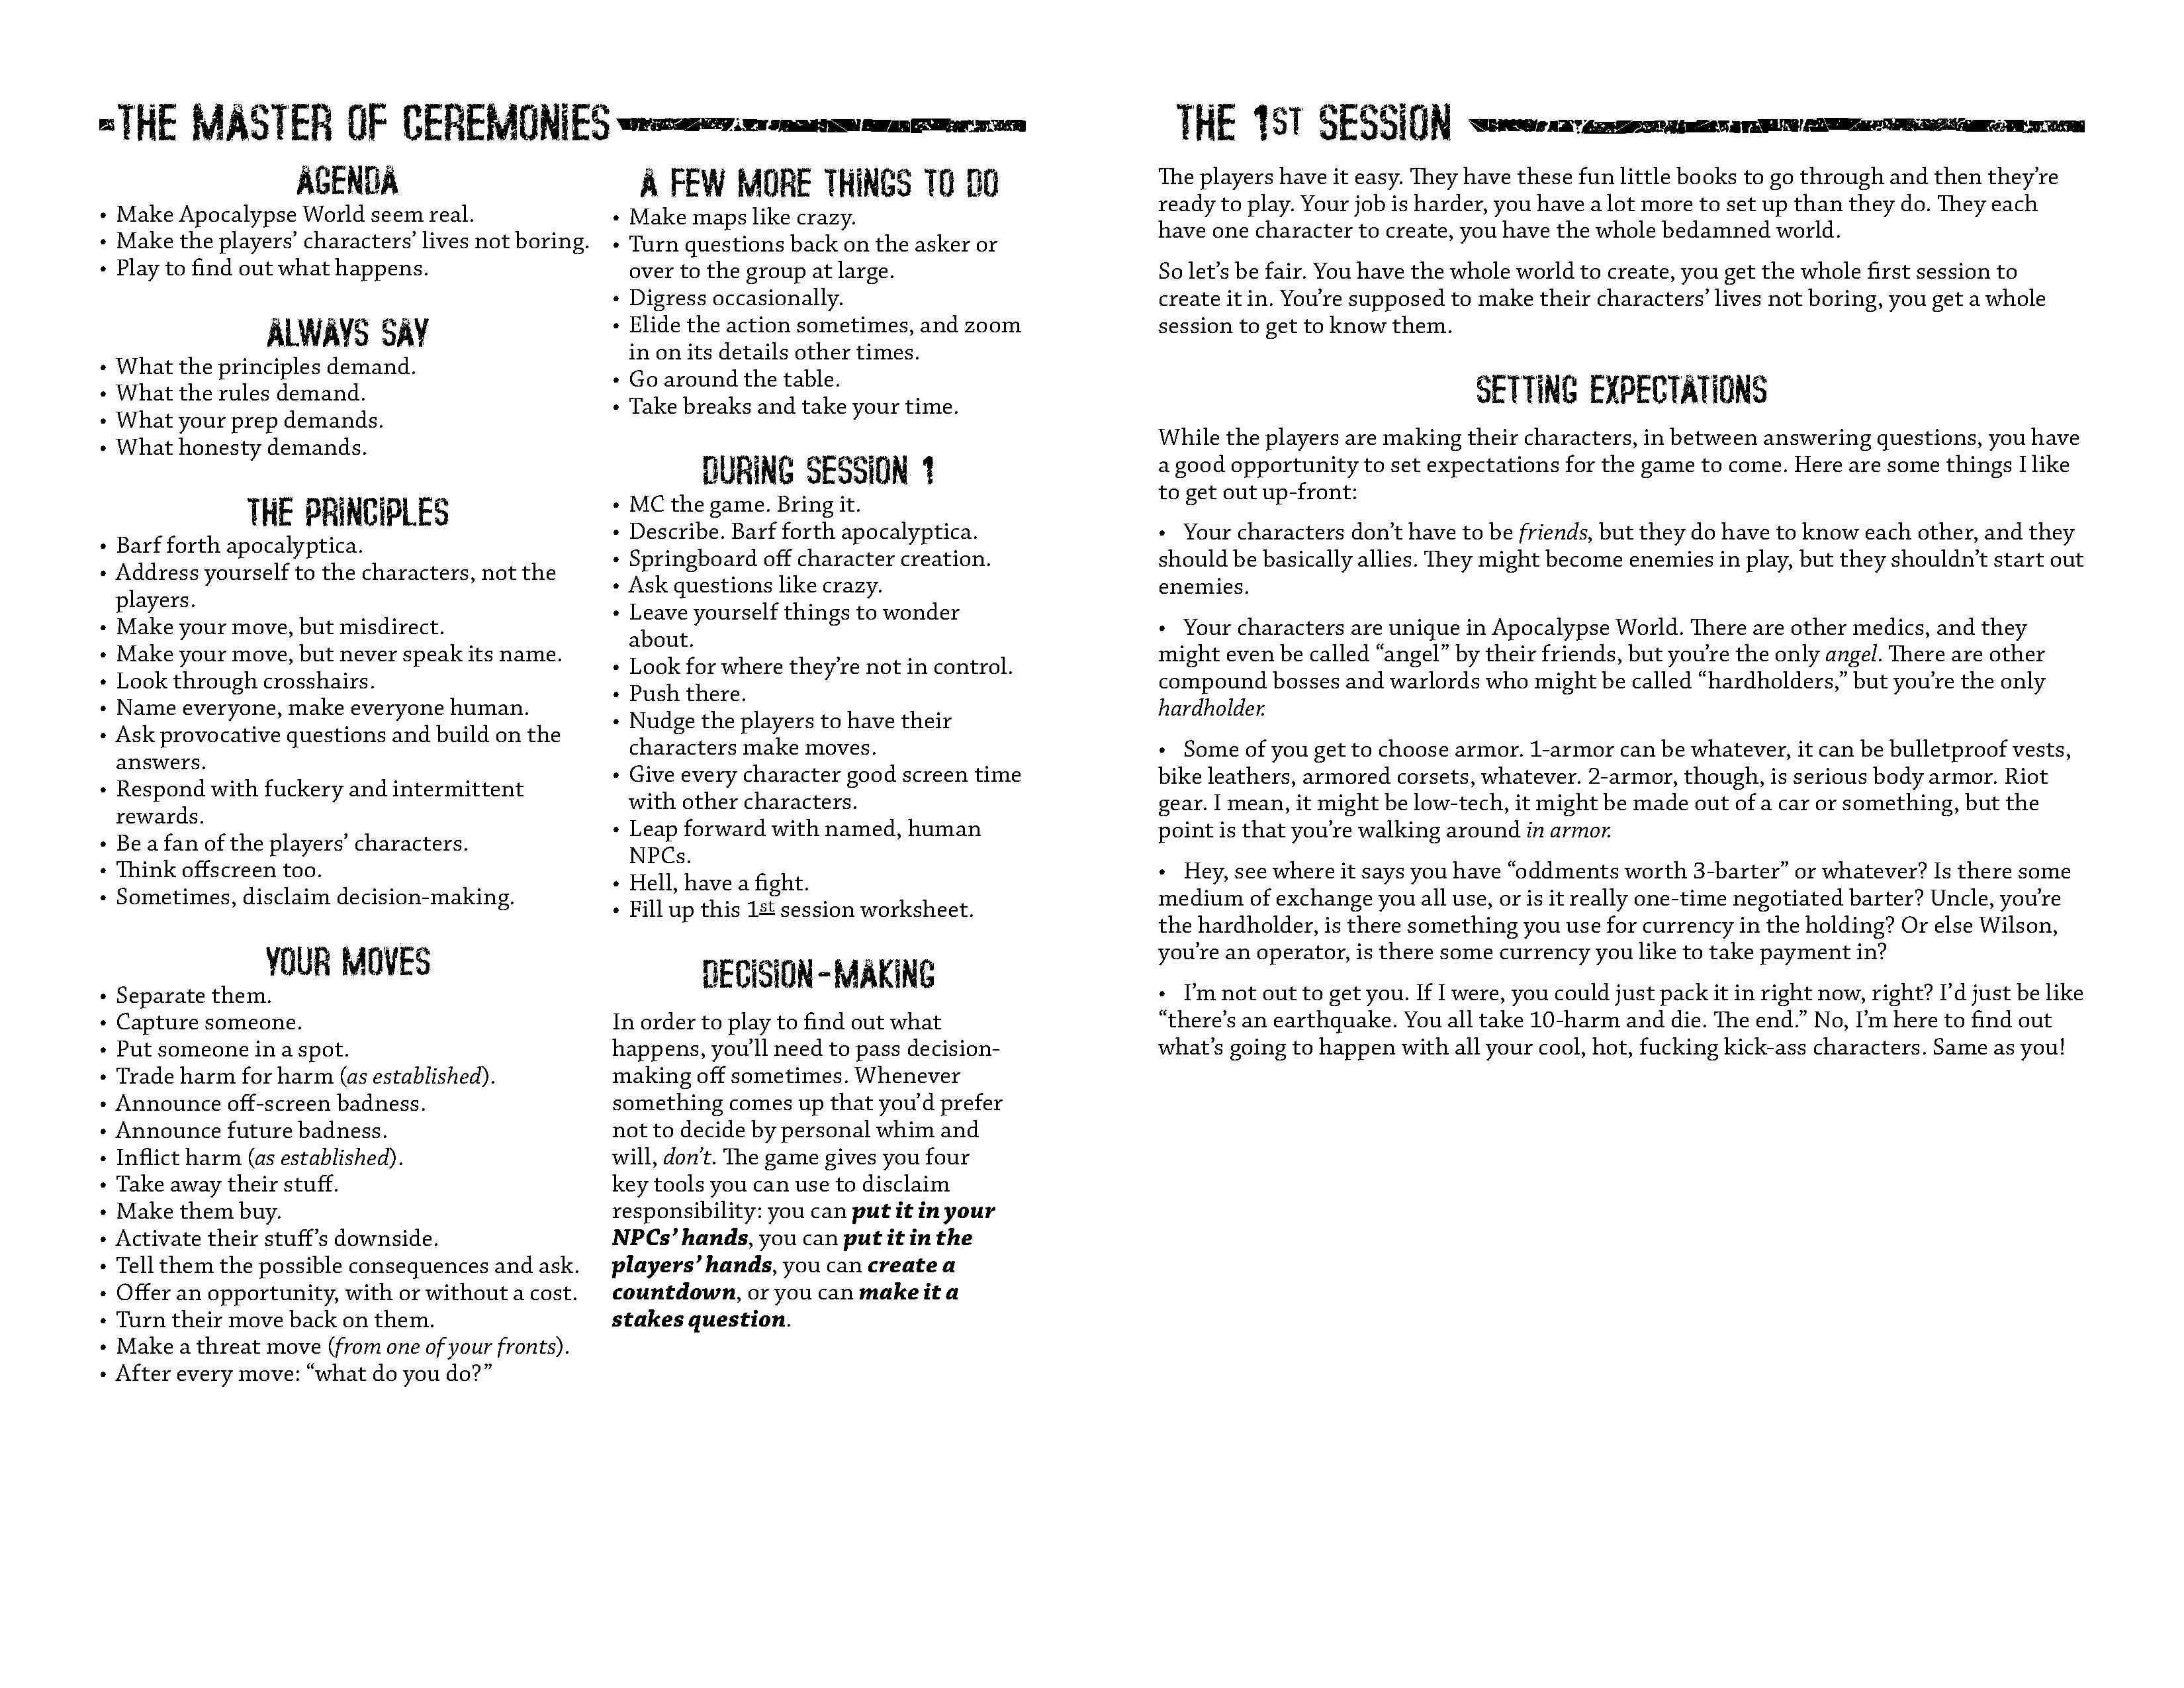 THE MASTER OF CEREMONIES
AGENDA
• Make Apocalypse World seem real.
• Make the players’ characters’ lives not boring.
• Play to find out what happens.
ALWAYS SAY
• What the principles demand.
• What the rules demand.
• What your prep demands.
• What honesty demands.
THE PRINCIPLES
• Barf forth apocalyptica.
• Address yourself to the characters, not the
players.
• Make your move, but misdirect.
• Make your move, but never speak its name.
• Look through crosshairs.
• Name everyone, make everyone human.
• Ask provocative questions and build on the
answers.
• Respond with fuckery and intermittent
rewards.
• Be a fan of the players’ characters.
• Think offscreen too.
• Sometimes, disclaim decision-making.
YOUR MOVES
• Separate them.
• Capture someone.
• Put someone in a spot.
• Trade harm for harm (as established).
• Announce off-screen badness.
• Announce future badness.
• Inflict harm (as established).
• Take away their stuff.
• Make them buy.
• Activate their stuff’s downside.
• Tell them the possible consequences and ask.
• Offer an opportunity, with or without a cost.
• Turn their move back on them.
• Make a threat move (from one of your fronts).
• After every move: “what do you do?”
A FEW MORE THINGS TO DO
• Make maps like crazy.
• Turn questions back on the asker or
over to the group at large.
• Digress occasionally.
• Elide the action sometimes, and zoom
in on its details other times.
• Go around the table.
• Take breaks and take your time.
DURING SESSION 1
• MC the game. Bring it.
• Describe. Barf forth apocalyptica.
• Springboard off character creation.
• Ask questions like crazy.
• Leave yourself things to wonder
about.
• Look for where they’re not in control.
• Push there.
• Nudge the players to have their
characters make moves.
• Give every character good screen time
with other characters.
• Leap forward with named, human
NPCs.
• Hell, have a fight.
• Fill up this 1st session worksheet.
DECISION-MAKING
In order to play to find out what
happens, you’ll need to pass decision-
making off sometimes. Whenever
something comes up that you’d prefer
not to decide by personal whim and
will, don’t. The game gives you four
key tools you can use to disclaim
responsibility: you can put it in your
NPCs’ hands, you can put it in the
players’ hands, you can create a
countdown, or you can make it a
stakes question.
THE 1ST SESSION
The players have it easy. They have these fun little books to go through and then they’re
ready to play. Your job is harder, you have a lot more to set up than they do. They each
have one character to create, you have the whole bedamned world.
So let’s be fair. You have the whole world to create, you get the whole first session to
create it in. You’re supposed to make their characters’ lives not boring, you get a whole
session to get to know them.
SETTING EXPECTATIONS
While the players are making their characters, in between answering questions, you have
a good opportunity to set expectations for the game to come. Here are some things I like
to get out up-front:
• Your characters don’t have to be friends, but they do have to know each other, and they
should be basically allies. They might become enemies in play, but they shouldn’t start out
enemies.
• Your characters are unique in Apocalypse World. There are other medics, and they
might even be called “angel” by their friends, but you’re the only angel. There are other
compound bosses and warlords who might be called “hardholders,” but you’re the only
hardholder.
• Some of you get to choose armor. 1-armor can be whatever, it can be bulletproof vests,
bike leathers, armored corsets, whatever. 2-armor, though, is serious body armor. Riot
gear. I mean, it might be low-tech, it might be made out of a car or something, but the
point is that you’re walking around in armor.
• Hey, see where it says you have “oddments worth 3-barter” or whatever? Is there some
medium of exchange you all use, or is it really one-time negotiated barter? Uncle, you’re
the hardholder, is there something you use for currency in the holding? Or else Wilson,
you’re an operator, is there some currency you like to take payment in?
• I’m not out to get you. If I were, you could just pack it in right now, right? I’d just be like
“there’s an earthquake. You all take 10-harm and die. The end.” No, I’m here to find out
what’s going to happen with all your cool, hot, fucking kick-ass characters. Same as you!